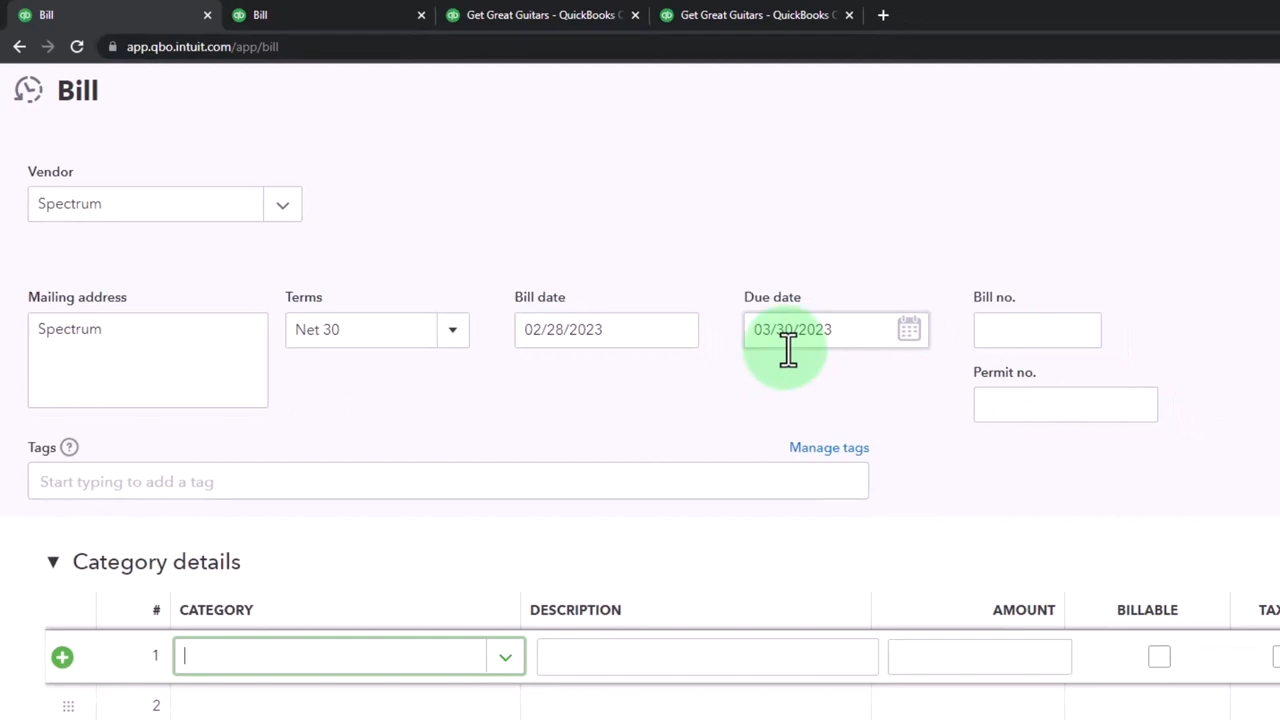 Bill
Bill
Get Great Guitars - QuickBooks
Get Great Guitars - QuickBooks
app.qbo.intuit.com/app/bill
Bill
Vendor
Spectrum
Mailing address
Terms
Bill date
Due date
Bill no.
Spectrum
Net 30
02/28/2023
03/30/2023
Permit no.
Tags ?
Manage tags
Start typing to add a tag
Category details
# CATEGORY DESCRIPTION AMOUNT BILLABLE TAX
1
2